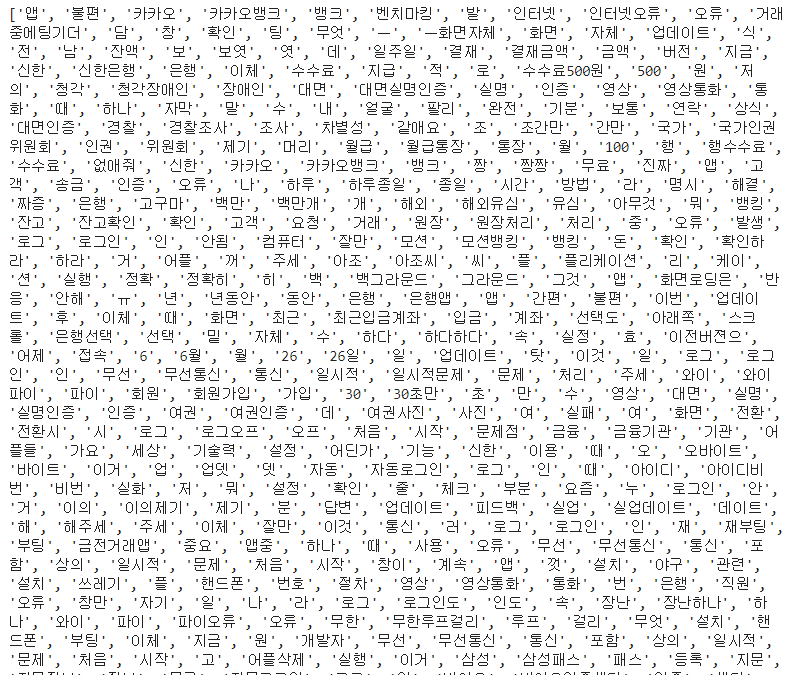 ['앱', '불편', '카카오', '카카오뱅크', '뱅크', '벤치마킹', '발', '인터넷', '인터넷오류', '오류', '거래
중에팅기더', '담', '창', '확인', '팅', '무엇', 'ㅡ', 'ㅡ화면자체', '화면', '자체', '업데이트', '식
', '전', '남', '잔액', '보', '보엿', '엿', '데', '일주일', '결재', '결재금액', '금액', '버전', '지금',
'신한', '신한은행', '은행', '이체', '수수료', '지급', '적', '로', '수수료500원', '500', '원', '저
의', '청각', '청각장애인', '장애인', '대면', '대면실명인증', '실명', '인증', '영상', '영상통화', '통
화', '때', '하나', '자막', '말', '수', '내', '얼굴', '팔리', '완전', '기분', '보통', '연락', '상식',
'대면인증', '경찰', '경찰조사', '조사', '차별성', '같애요', '조', '조간만', '간만', '국가', '국가인권
위원회', '인권', '위원회', '제기', '머리', '월급', '월급통장', '통장', '월', '100', '행', '행수수료',
'수수료', '없애줘', '신한', '카카오', '카카오뱅크', '뱅크', '짱', '짱짱', '무료', '진짜', '앱', '고
객', '송금', '인증', '오류', '나', '하루', '하루종일', '종일', '시간', '방법', '라', '명시', '해결',
'짜증', '은행', '고구마', '백만', '백만개', '개', '해외', '해외유심', '유심', '아무것', '뭐', '뱅킹',
'잔고', '잔고확인', '확인', '고객', '요청', '거래', '원장', '원장처리', '처리', '중', '오류', '발생',
'로그', '로그인', '인', '안됨', '컴퓨터', '잘만', '모션', '모션뱅킹', '뱅킹', '돈', '확인', '확인하
라', '하라', '거', '어플', '꺼', '주세', '아조', '아조씨', '씨', '플', '플리케이션', '리', '케이', '
션', '실행', '정확', '정확히', '히', '백', '백그라운드', '그라운드', '그것', '앱', '화면로딩은', '반
응', '안해', 'ㅠ', '년', '년동안', '동안', '은행', '은행앱', '앱', '간편', '불편', '이번', '업데이
트', '후', '이체', '때', '화면', '최근', '최근입금계좌', '입금', '계좌', '선택도', '아래쪽', '스크
롤', '은행선택', '선택', '밑', '자체', '수', '하다', '하다하다', '속', '실정', '효', '이전버젼으',
'어제', '접속', '6', '6월', '월', '26', '26일', '일', '업데이트', '탓', '이것', '일', '로그', '로그
인', '인', '무선', '무선통신', '통신', '일시적', '일시적문제', '문제', '처리', '주세', '와이', '와이
파이', '파이', '회원', '회원가입', '가입', '30', '30초만', '초', '만', '수', '영상', '대면', '실명',
'실명인증', '인증', '여권', '여권인증', '데', '여권사진', '사진', '여', '실패', '여', '화면', '전환',
'전환시', '시', '로그', '로그오프', '오프', '처음', '시작', '문제점', '금융', '금융기관', '기관', '어
플들', '가요', '세상', '기술력', '설정', '어딘가', '기능', '신한', '이용', '때', '오', '오바이트',
'바이트', '이거', '업', '업뎃', '뎃', '자동', '자동로그인', '로그', '인', '때', '아이디', '아이디비
번', '비번', '실화', '저', '뭐', '설정', '확인', '줄', '체크', '부분', '요즘', '누', '로그인', '안',
'거', '이의', '이의제기', '제기', '분', '답변', '업데이트', '피드백', '실업', '실업데이트', '데이트',
'해', '해주세', '주세', '이체', '잘만', '이것', '통신', '러', '로그', '로그인', '인', '재', '재부팅',
'부팅', '금전거래앱', '중요', '앱중', '하나', '때', '사용', '오류', '무선', '무선통신', '통신', '포
함', '상의', '일시적', '문제', '처음', '시작', '창이', '계속', '앱', '껏', '설치', '야구', '관련',
'설치', '쓰레기', '플', '핸드폰', '번호', '절차', '영상', '영상통화', '통화', '번', '은행', '직원',
'오류', '창만', '자기', '일', '나', '라', '로그', '로그인도', '인도', '속', '장난', '장난하나', '하
나', '와이', '파이', '파이오류', '오류', '무한', '무한루프걸리', '루프', '걸리', '무엇', '설치', '핸
드폰', '부팅', '이체', '지금', '원', '개발자', '무선', '무선통신', '통신', '포함', '상의', '일시적',
'문제', '처음', '시작', '고', '어플삭제', '실행', '이거', '삼성', '삼성패스', '패스', '등록', '지문',